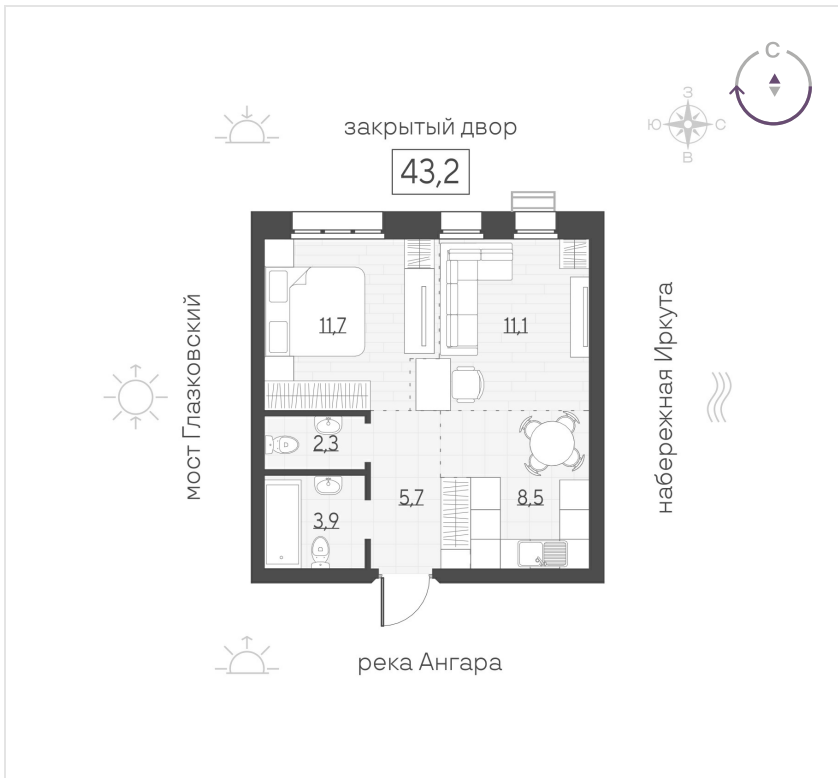 С
З
Ю
С
В
закрытый двор
43,2
мост Глазковский
набережная Иркута
11,7
11,1
2,3
5,7
8,5
3,9
река Ангара